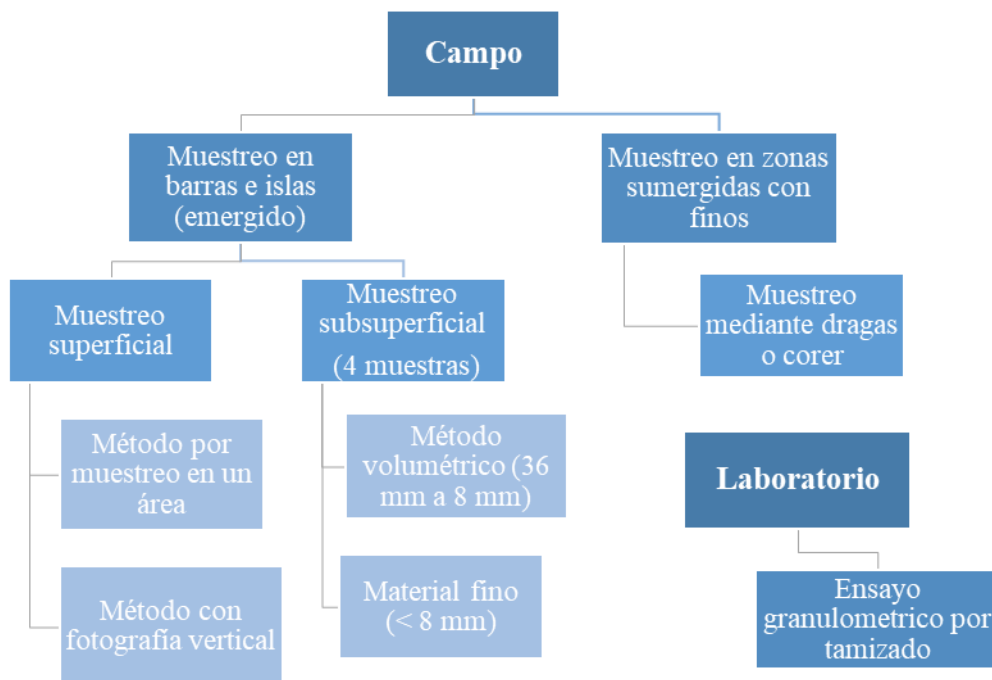 Campo
Muestreo en
barras e islas
(emergido)
Muestreo en zonas
sumergidas con
finos
Muestreo
superficial
Muestreo
subsuperficial
(4 muestras)
Muestreo
mediante dragas
o corer
Método por
muestreo en un
área
Método
volumétrico (36
mm a 8 mm)
Laboratorio
Método con
fotografía vertical
Material fino
(< 8 mm)
Ensayo
granulometrico por
tamizado